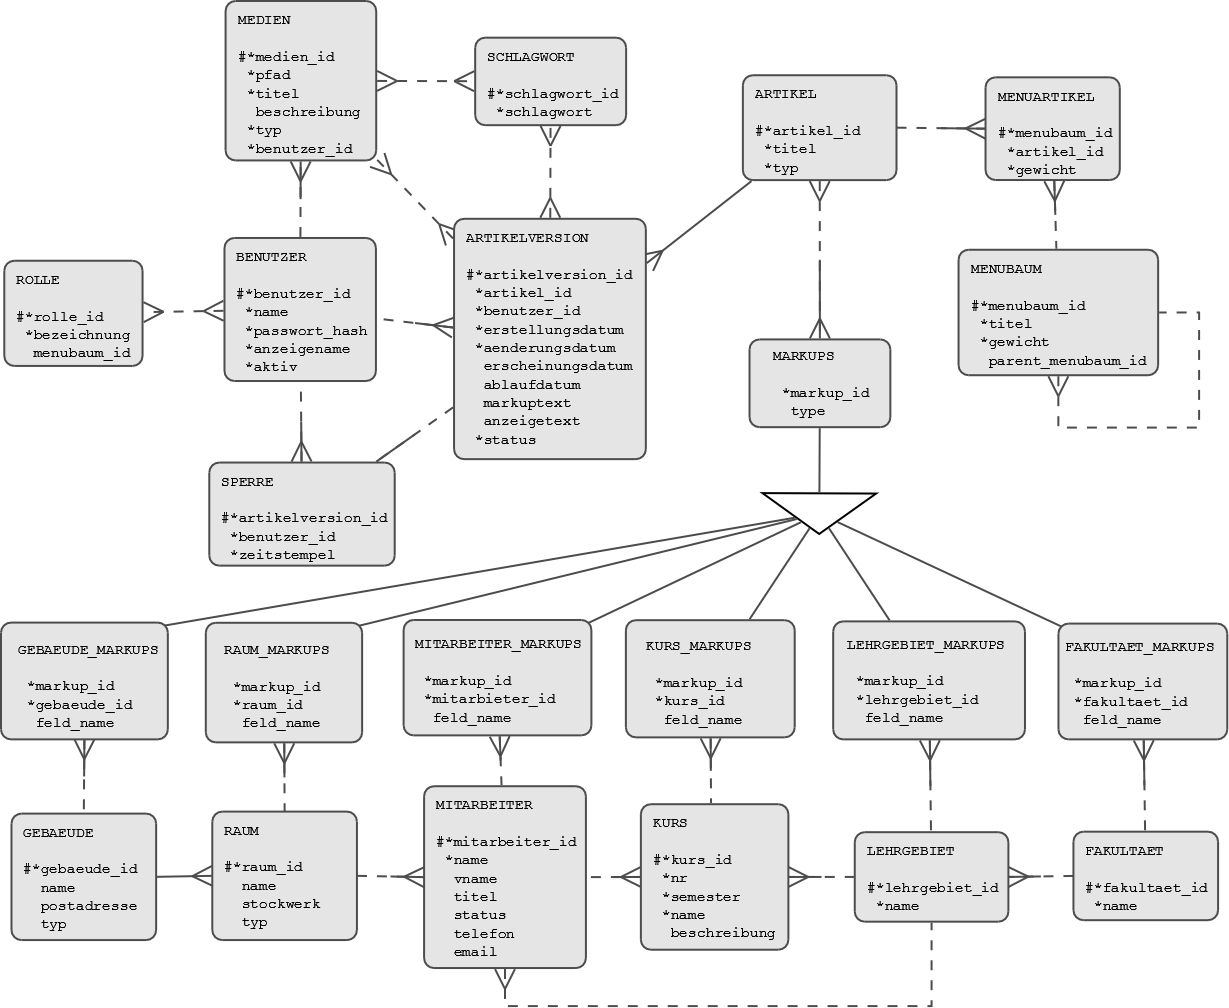 MEDIEN
#*medien_id
*pfad
*titel
beschreibung
*typ
*benutzer_id
SCHLAGWORT
#*schlagwort_id
*schlagwort
ARTIKEL
#*artikel_id
*titel
*typ
MENUARTIKEL
#*menubaum_id
*artikel_id
*gewicht
ROLLE
#*rolle_id
*bezeichnung
menubaum_id
BENUTZER
#*benutzer_id
*name
*passwort_hash
*anzeigename
*aktiv
ARTIKELVERSION
#*artikelversion_id
*artikel_id
*benutzer_id
*erstellungsdatum
*aenderungsdatum
erscheinungsdatum
ablaufdatum
markuptext
anzeigetext
*status
MENUBAUM
#*menubaum_id
*titel
*gewicht
parent_menubaum_id
MARKUPS
*markup_id
type
SPERRE
#*artikelversion_id
*benutzer_id
*zeitstempel
GEBAEUDE_MARKUPS
*markup_id
*gebaeude_id
feld_name
RAUM_MARKUPS
*markup_id
*raum_id
feld_name
MITARBEITER_MARKUPS
*markup_id
*mitarbeiter_id
feld_name
KURS_MARKUPS
*markup_id
*kurs_id
feld_name
LEHRGEBIET_MARKUPS
*markup_id
*lehrgebiet_id
feld_name
FAKULTAET_MARKUPS
*markup_id
*fakultaet_id
feld_name
GEBAEUDE
#*gebaeude_id
name
postadresse
typ
RAUM
#*raum_id
name
stockwerk
typ
MITARBEITER
#*mitarbeiter_id
*name
vname
titel
status
telefon
email
KURS
#*kurs_id
*nr
*semester
*name
beschreibung
LEHRGEBIET
#*lehrgebiet_id
*name
FAKULTAET
#*fakultaet_id
*name